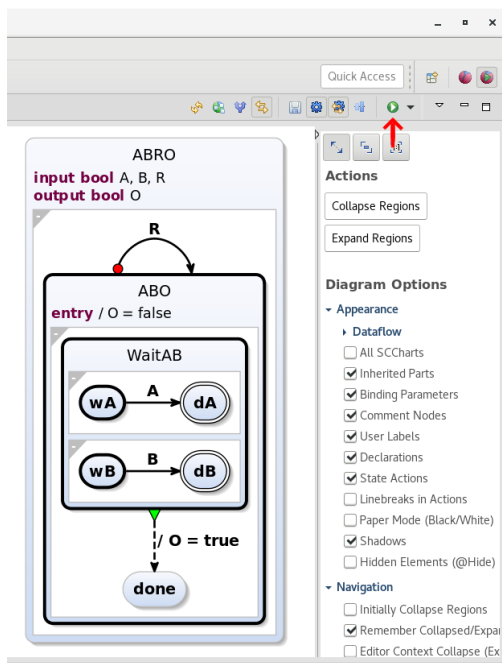 Quick Access
ABRO
input bool A, B, R
output bool O
R
ABO
entry / O = false
WaitAB
wA
A
dA
wB
B
dB
/ O = true
done
Actions
Collapse Regions
Expand Regions
Diagram Options
Appearance
Dataflow
All SCCharts
Inherited Parts
Binding Parameters
Comment Nodes
User Labels
Declarations
State Actions
Linebreaks in Actions
Paper Mode (Black/White)
Shadows
Hidden Elements (@Hide)
Navigation
Initially Collapse Regions
Remember Collapsed/Expa
Editor Context Collapse (Ex